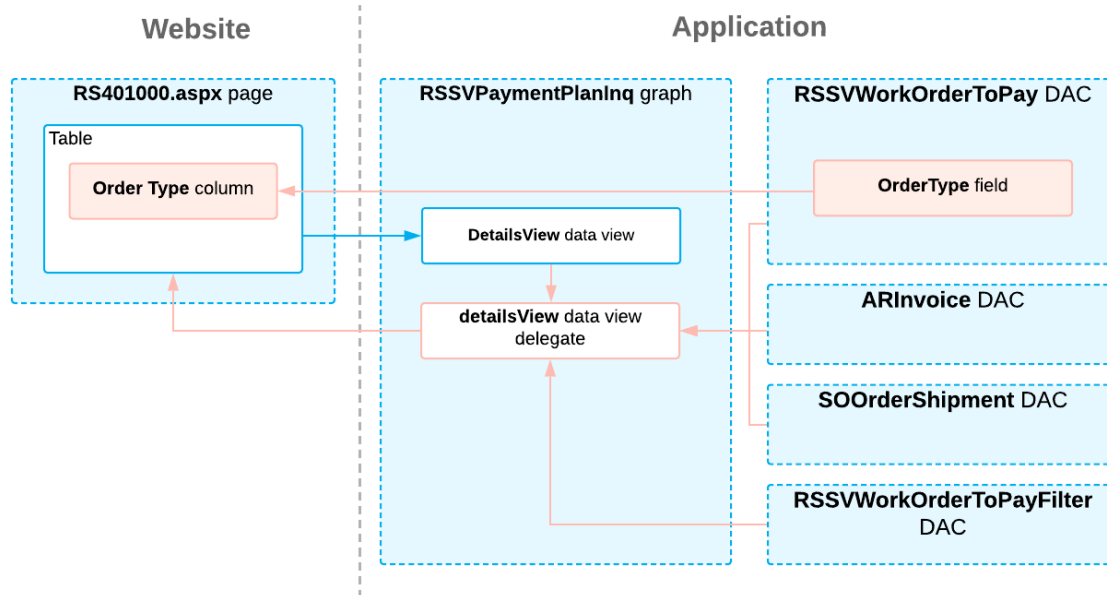 Website
Application
RS401000.aspx page
Table
Order Type column
RSSVPaymentPlanInq graph
DetailsView data view
detailsView data view
delegate
RSSVWorkOrderToPay DAC
OrderType field
ARInvoice DAC
SOOrderShipment DAC
RSSVWorkOrderToPayFilter
DAC